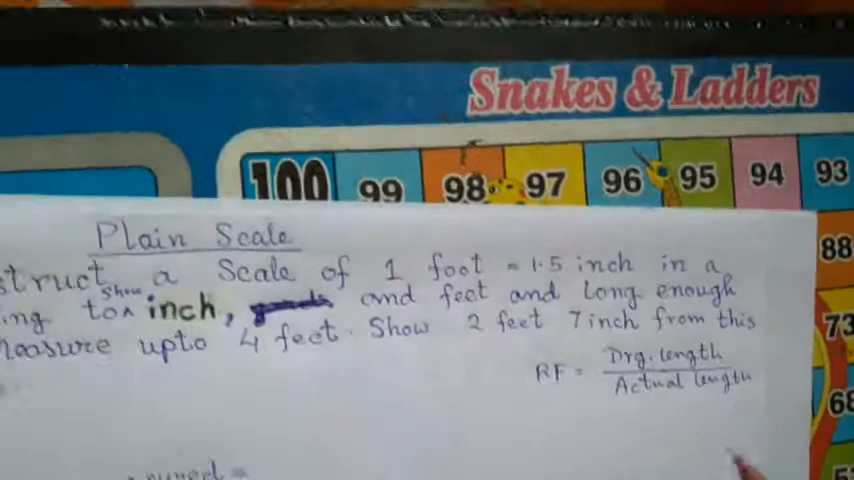 Snakes & Ladders
100 99 98 97 96 95 94 93
88
Plain Scale
struct a Scale of 1 foot = 1.5 inch in a
ing to show inch, and feet and long enough
measure upto 4 feet. Show 2 feet 7 inch from this
73
RF = Drg. length
Actual length
68